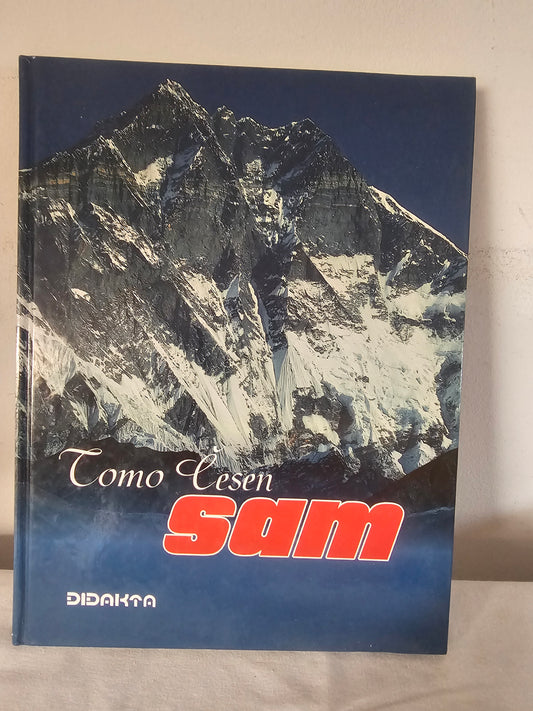 Tomo Česen
sam
DIDAKTA